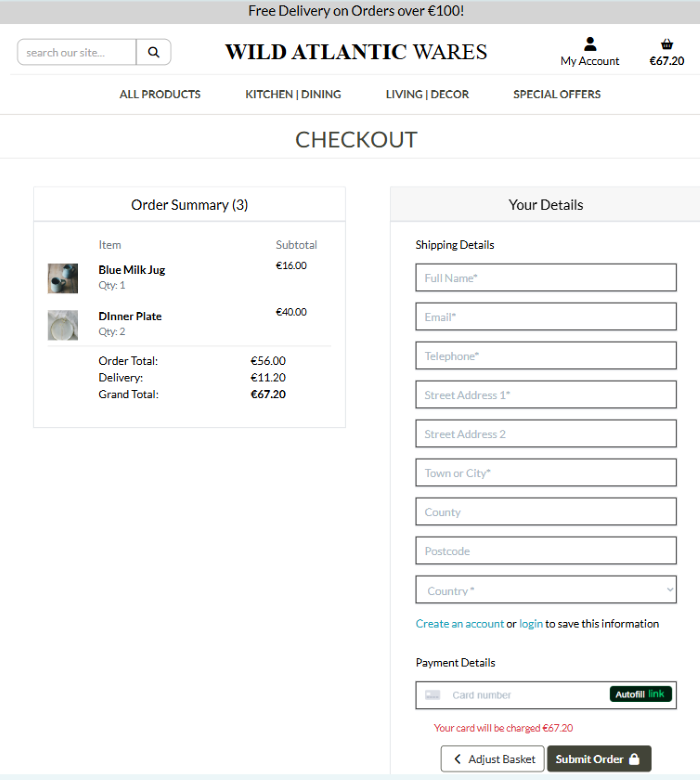 Free Delivery on Orders over €100!
search our site...
WILD ATLANTIC WARES
My Account
€67.20
ALL PRODUCTS
KITCHEN | DINING
LIVING | DECOR
SPECIAL OFFERS
CHECKOUT
Order Summary (3)
Item Subtotal
Blue Milk Jug €16.00
Qty: 1
DInner Plate €40.00
Qty: 2
Order Total: €56.00
Delivery: €11.20
Grand Total: €67.20
Your Details
Shipping Details
Full Name*
Email*
Telephone*
Street Address 1*
Street Address 2
Town or City*
County
Postcode
Country *
Create an account or login to save this information
Payment Details
Card number Autofill link
Your card will be charged €67.20
Adjust Basket Submit Order